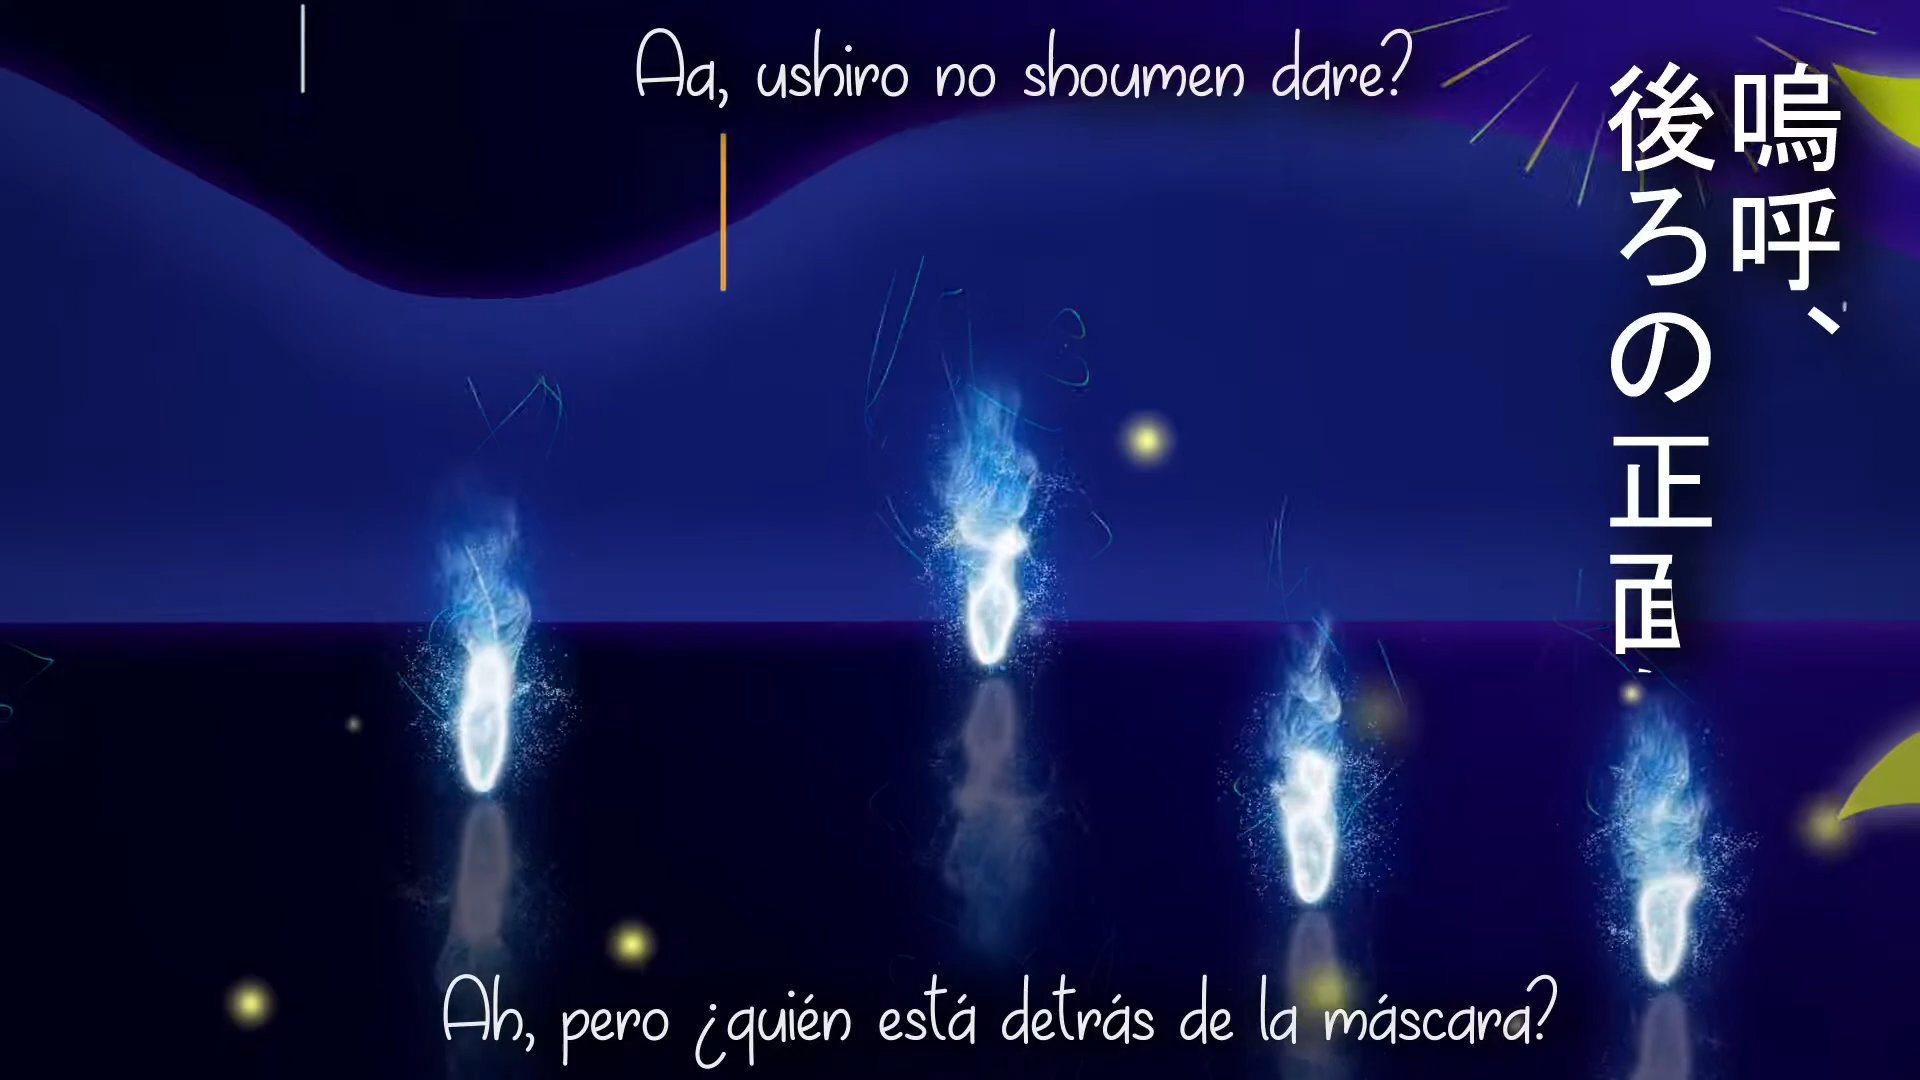 Aa, ushiro no shoumen dare?
嗚呼、
後ろの正面
Ah, pero ¿quién está detrás de la máscara?